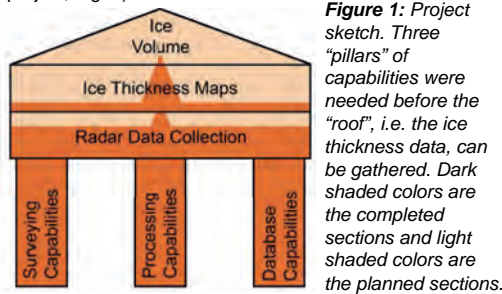 Ice
Volume
Ice Thickness Maps
Radar Data Collection
Surveying
Capabilities
Processing
Capabilities
Database
Capabilities
Figure 1: Project
sketch. Three
“pillars” of
capabilities were
needed before the
“roof”, i.e. the ice
thickness data, can
be gathered. Dark
shaded colors are
the completed
sections and light
shaded colors are
the planned sections.